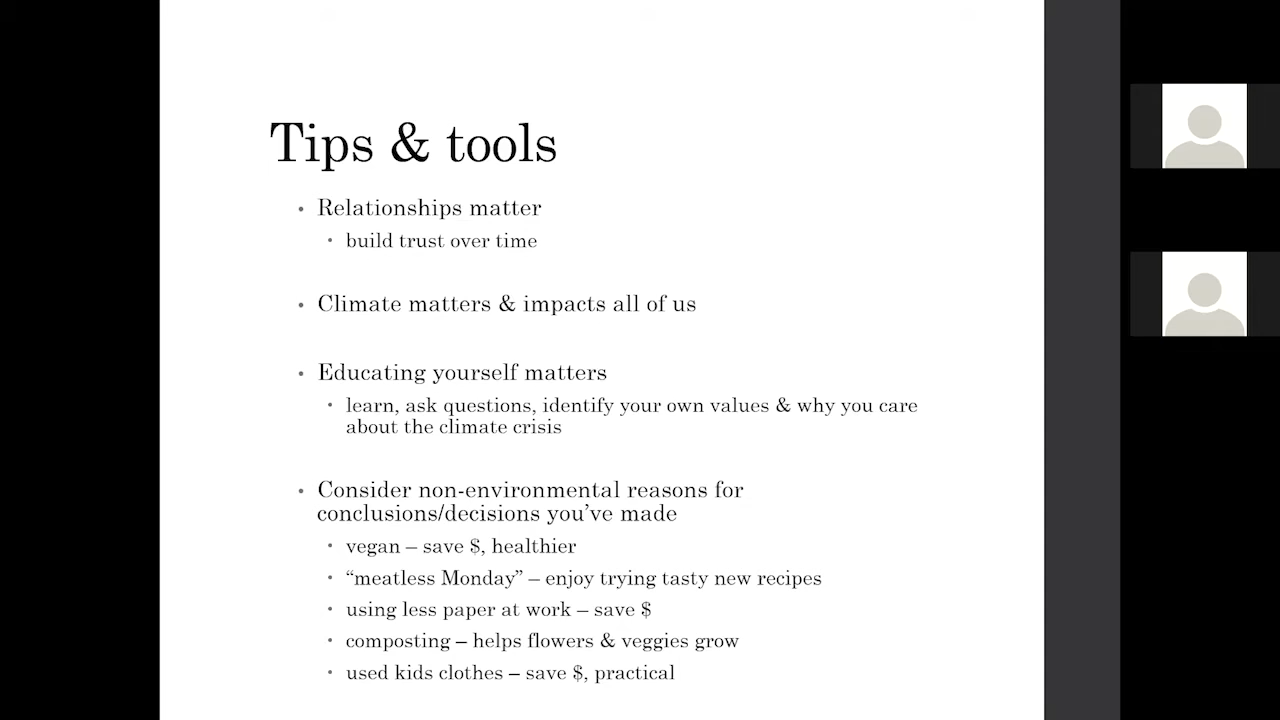 Tips & tools
• Relationships matter
• build trust over time
• Climate matters & impacts all of us
• Educating yourself matters
• learn, ask questions, identify your own values & why you care
about the climate crisis
• Consider non-environmental reasons for
conclusions/decisions you’ve made
• vegan – save $, healthier
• “meatless Monday” – enjoy trying tasty new recipes
• using less paper at work – save $
• composting – helps flowers & veggies grow
• used kids clothes – save $, practical